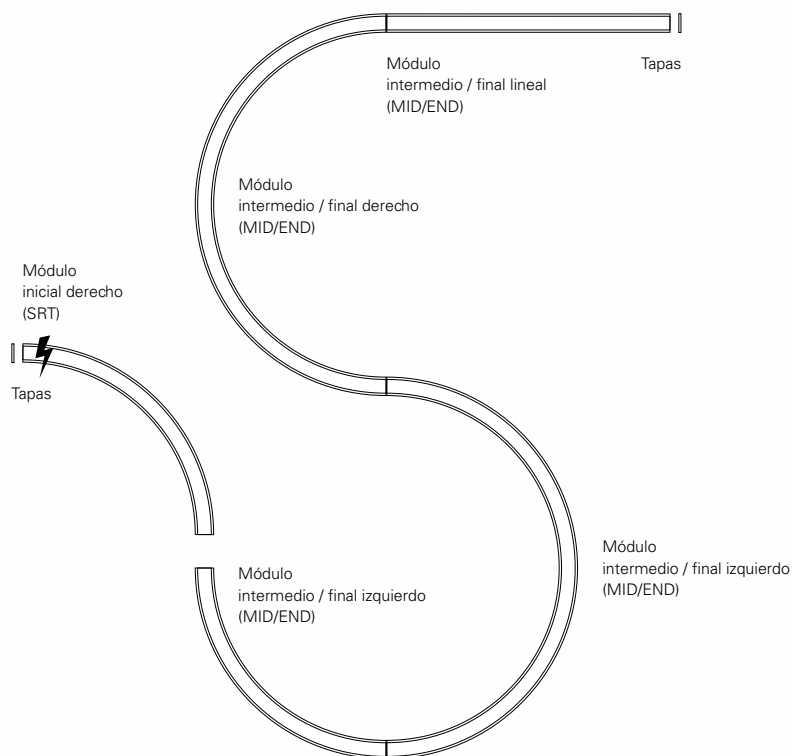 Módulo
intermedio / final lineal
(MID/END)
Tapas
Módulo
intermedio / final derecho
(MID/END)
Módulo
inicial derecho
(SRT)
Tapas
Módulo
intermedio / final izquierdo
(MID/END)
Módulo
intermedio / final izquierdo
(MID/END)